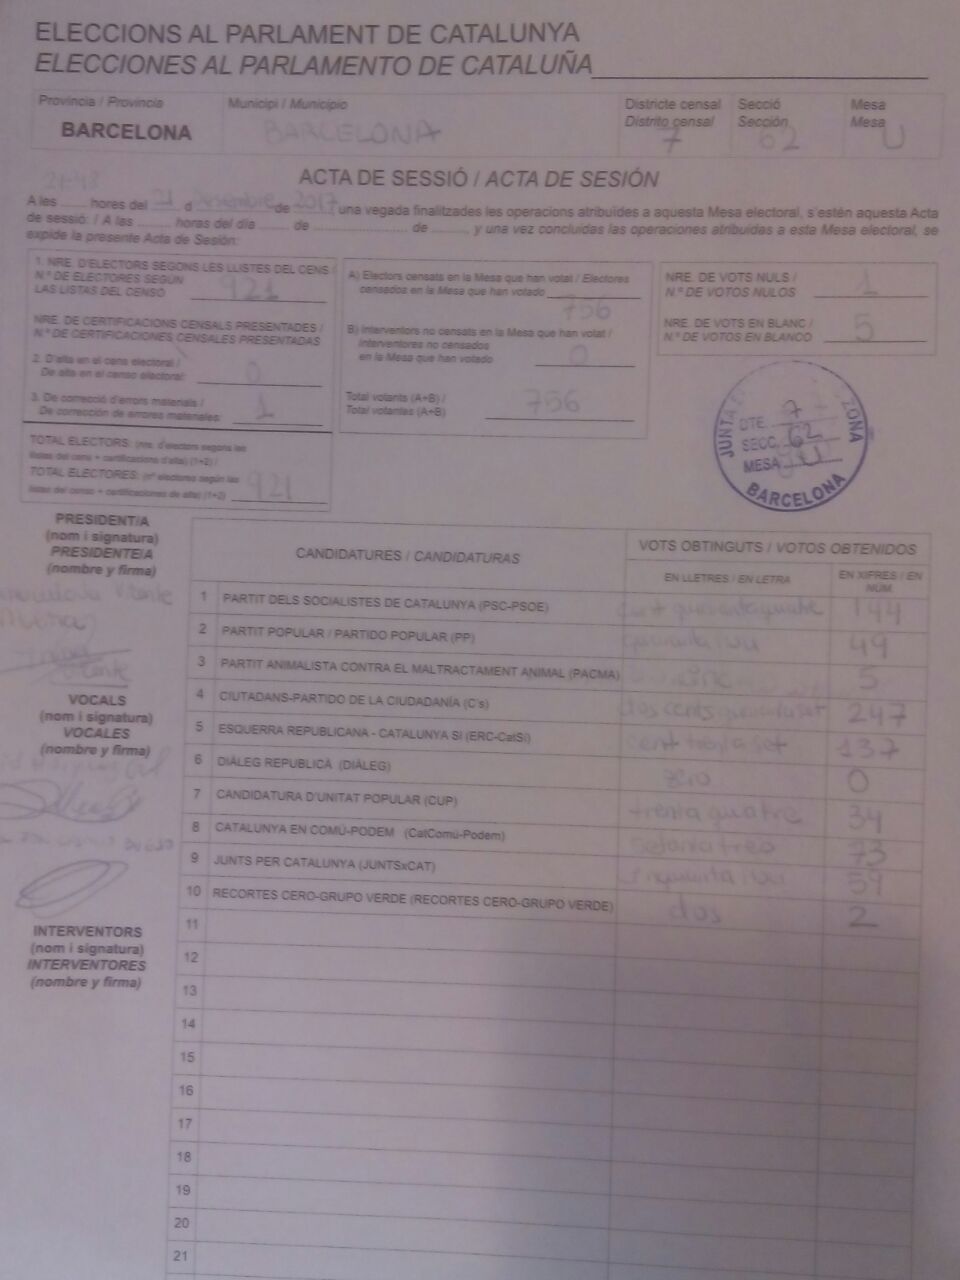 ELECCIONS AL PARLAMENT DE CATALUNYA
ELECCIONES AL PARLAMENTO DE CATALUÑA
Província / Provincia
BARCELONA
Municipi / Municipio
BARCELONA
Districte censal
Distrito censal
7
Secció
Sección
62
Mesa
Mesa
U
ACTA DE SESSIÓ / ACTA DE SESIÓN
A les hores del 21 d Desembre de 2017 una vegada finalitzades les operacions atribuïdes a aquesta Mesa electoral, s'estén aquesta Acta
de sessió: / A las horas del día de de , y una vez concluidas las operaciones atribuidas a esta Mesa electoral, se
expide la presente Acta de Sesión:
1. NRE. D'ELECTORS SEGONS LES LLISTES DEL CENS /
N.º DE ELECTORES SEGÚN
LAS LISTAS DEL CENSO 921
NRE. DE CERTIFICACIONS CENSALS PRESENTADES /
N.º DE CERTIFICACIONES CENSALES PRESENTADAS
2. D'alta en el cens electoral /
De alta en el censo electoral: 0
3. De correcció d'errors materials /
De corrección de errores materiales: 1
TOTAL ELECTORS: (nre. d'electors segons les
llistes del cens + certificacions d'alta) (1+2) /
TOTAL ELECTORES: (nº electores según las
listas del censo + certificaciones de alta) (1+2) 921
A) Electors censats en la Mesa que han votat / Electores
censados en la Mesa que han votado 756
B) Interventors no censats en la Mesa que han votat /
Interventores no censados
en la Mesa que han votado 0
Total votants (A+B) /
Total votantes (A+B) 756
NRE. DE VOTS NULS /
N.º DE VOTOS NULOS 1
NRE. DE VOTS EN BLANC /
N.º DE VOTOS EN BLANCO 5
JUNTA ZONA
DTE. 7
SECC. 62
MESA U
BARCELONA
PRESIDENT/A
(nom i signatura)
PRESIDENTE/A
(nombre y firma)
VOCALS
(nom i signatura)
VOCALES
(nombre y firma)
INTERVENTORS
(nom i signatura)
INTERVENTORES
(nombre y firma)
CANDIDATURES / CANDIDATURAS
VOTS OBTINGUTS / VOTOS OBTENIDOS
EN LLETRES / EN LETRA
EN XIFRES / EN NÚM.
1 PARTIT DELS SOCIALISTES DE CATALUNYA (PSC-PSOE) cent quaranta quatre 144
2 PARTIT POPULAR / PARTIDO POPULAR (PP) quaranta nou 49
3 PARTIT ANIMALISTA CONTRA EL MALTRACTAMENT ANIMAL (PACMA) cinc 5
4 CIUTADANS-PARTIDO DE LA CIUDADANÍA (C's) dos cents quaranta set 247
5 ESQUERRA REPUBLICANA - CATALUNYA SÍ (ERC-CatSí) cent trenta set 137
6 DIÀLEG REPUBLICÀ (DIÀLEG) zero 0
7 CANDIDATURA D'UNITAT POPULAR (CUP) trenta quatre 34
8 CATALUNYA EN COMÚ-PODEM (CatComú-Podem) 73
9 JUNTS PER CATALUNYA (JUNTSxCAT) cinquanta nou 59
10 RECORTES CERO-GRUPO VERDE (RECORTES CERO-GRUPO VERDE) dos 2
11
12
13
14
15
16
17
18
19
20
21